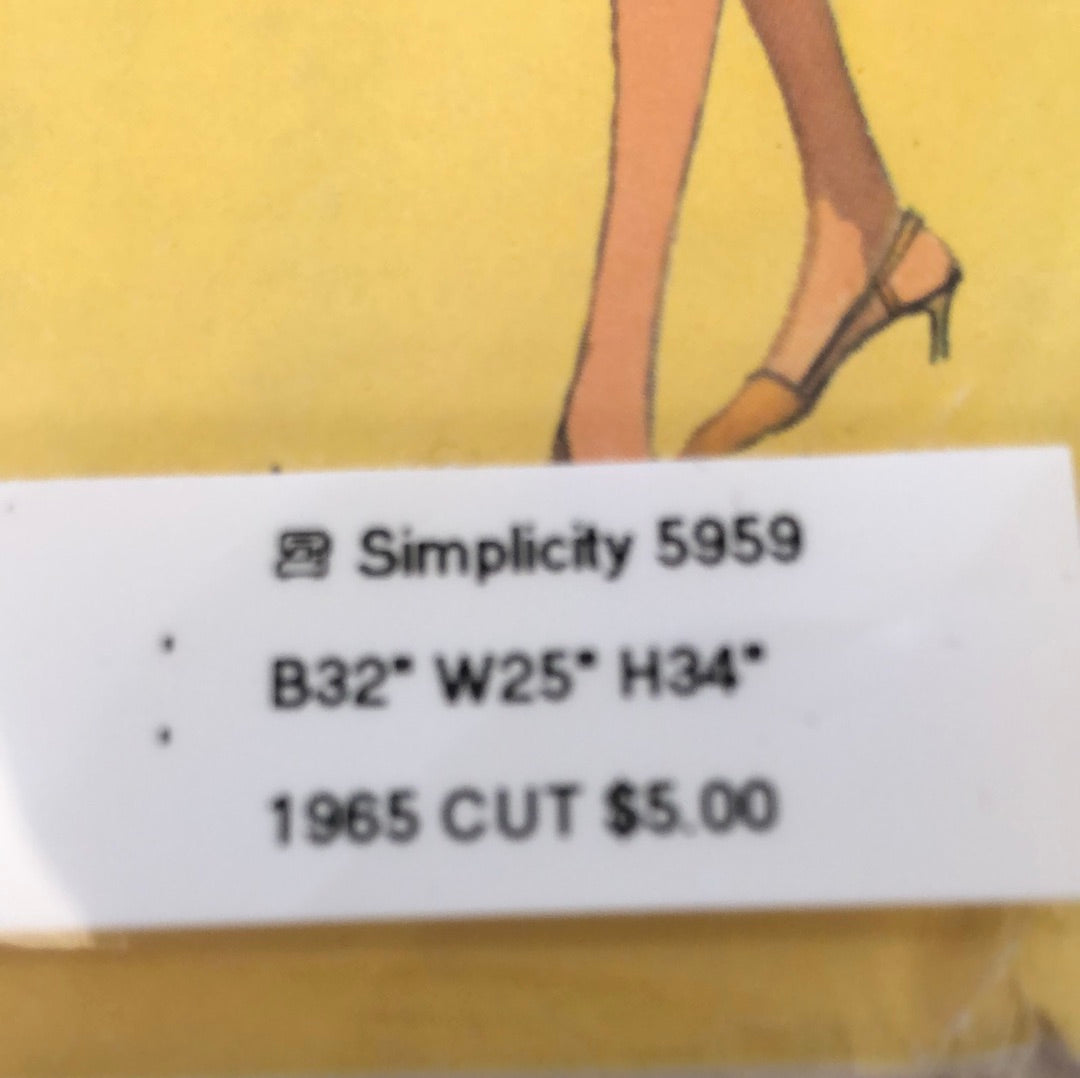 Simplicity 5959
B32" W25" H34"
1965 CUT $5.00